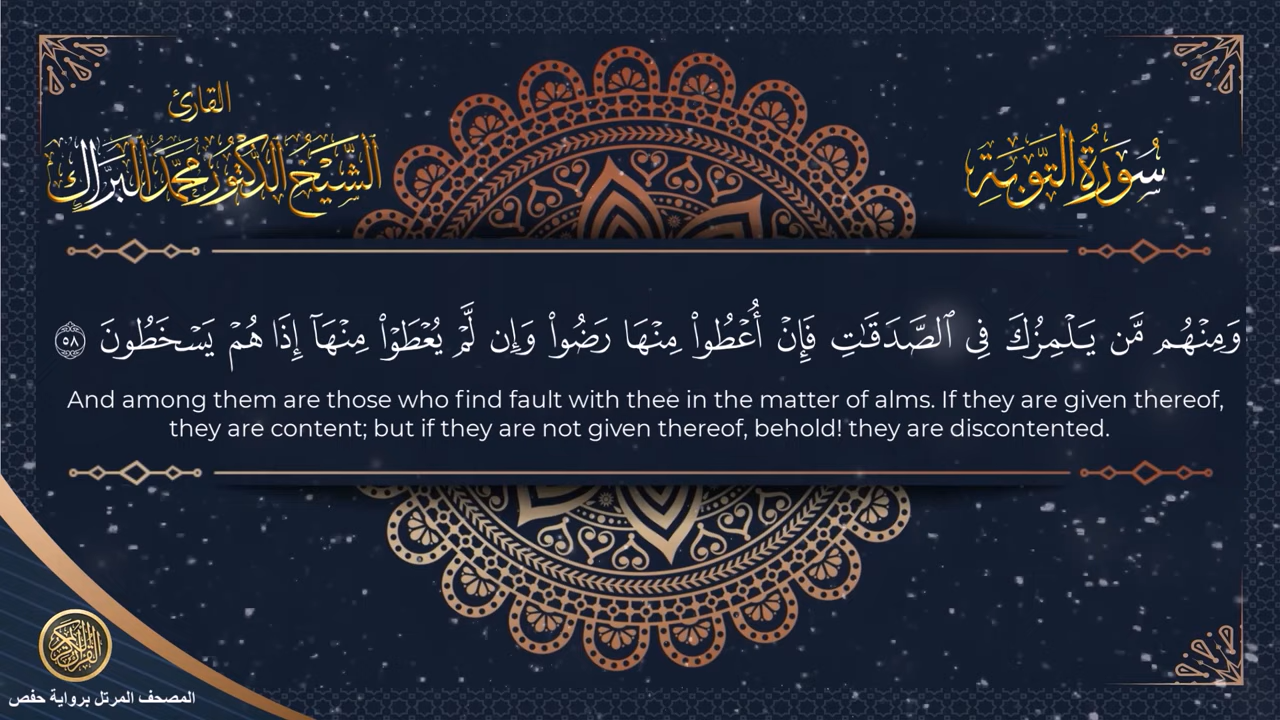 القارئ
الشيخ الدكتور محمد البراك
سورة التوبة
وَمِنْهُم مَّن يَلْمِزُكَ فِى ٱلصَّدَقَـٰتِ فَإِنْ أُعْطُوا۟ مِنْهَا رَضُوا۟ وَإِن لَّمْ يُعْطَوْا۟ مِنْهَآ إِذَا هُمْ يَسْخَطُونَ ٥٨
And among them are those who find fault with thee in the matter of alms. If they are given thereof,
they are content; but if they are not given thereof, behold! they are discontented.
القرآن الكريم
المصحف المرتل برواية حفص